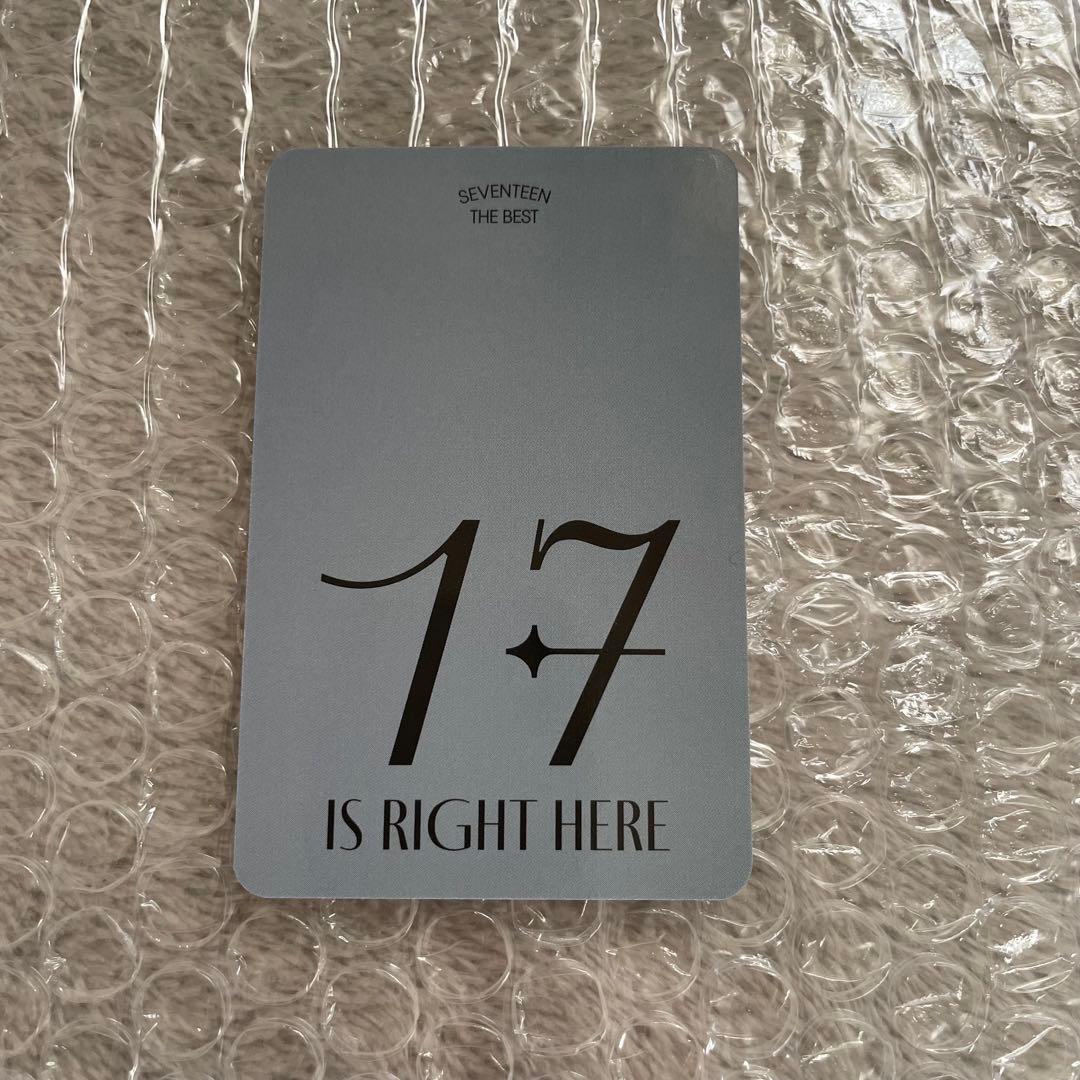 SEVENTEEN
THE BEST
17
IS RIGHT HERE